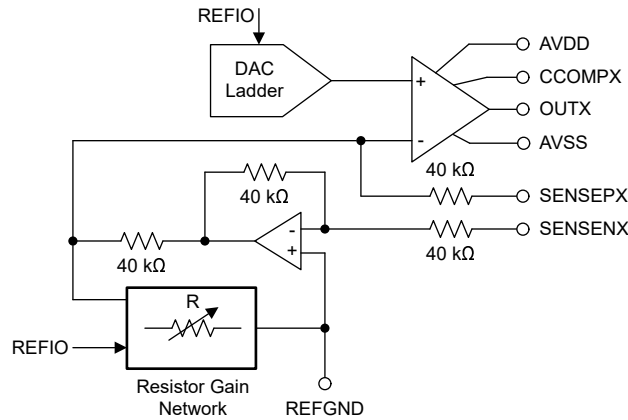 REFIO
DAC
Ladder
+
-
AVDD
CCOMPX
OUTX
AVSS
40 kΩ
SENSEPX
40 kΩ
SENSENX
40 kΩ
-
+
40 kΩ
R
REFIO
Resistor Gain
Network
REFGND